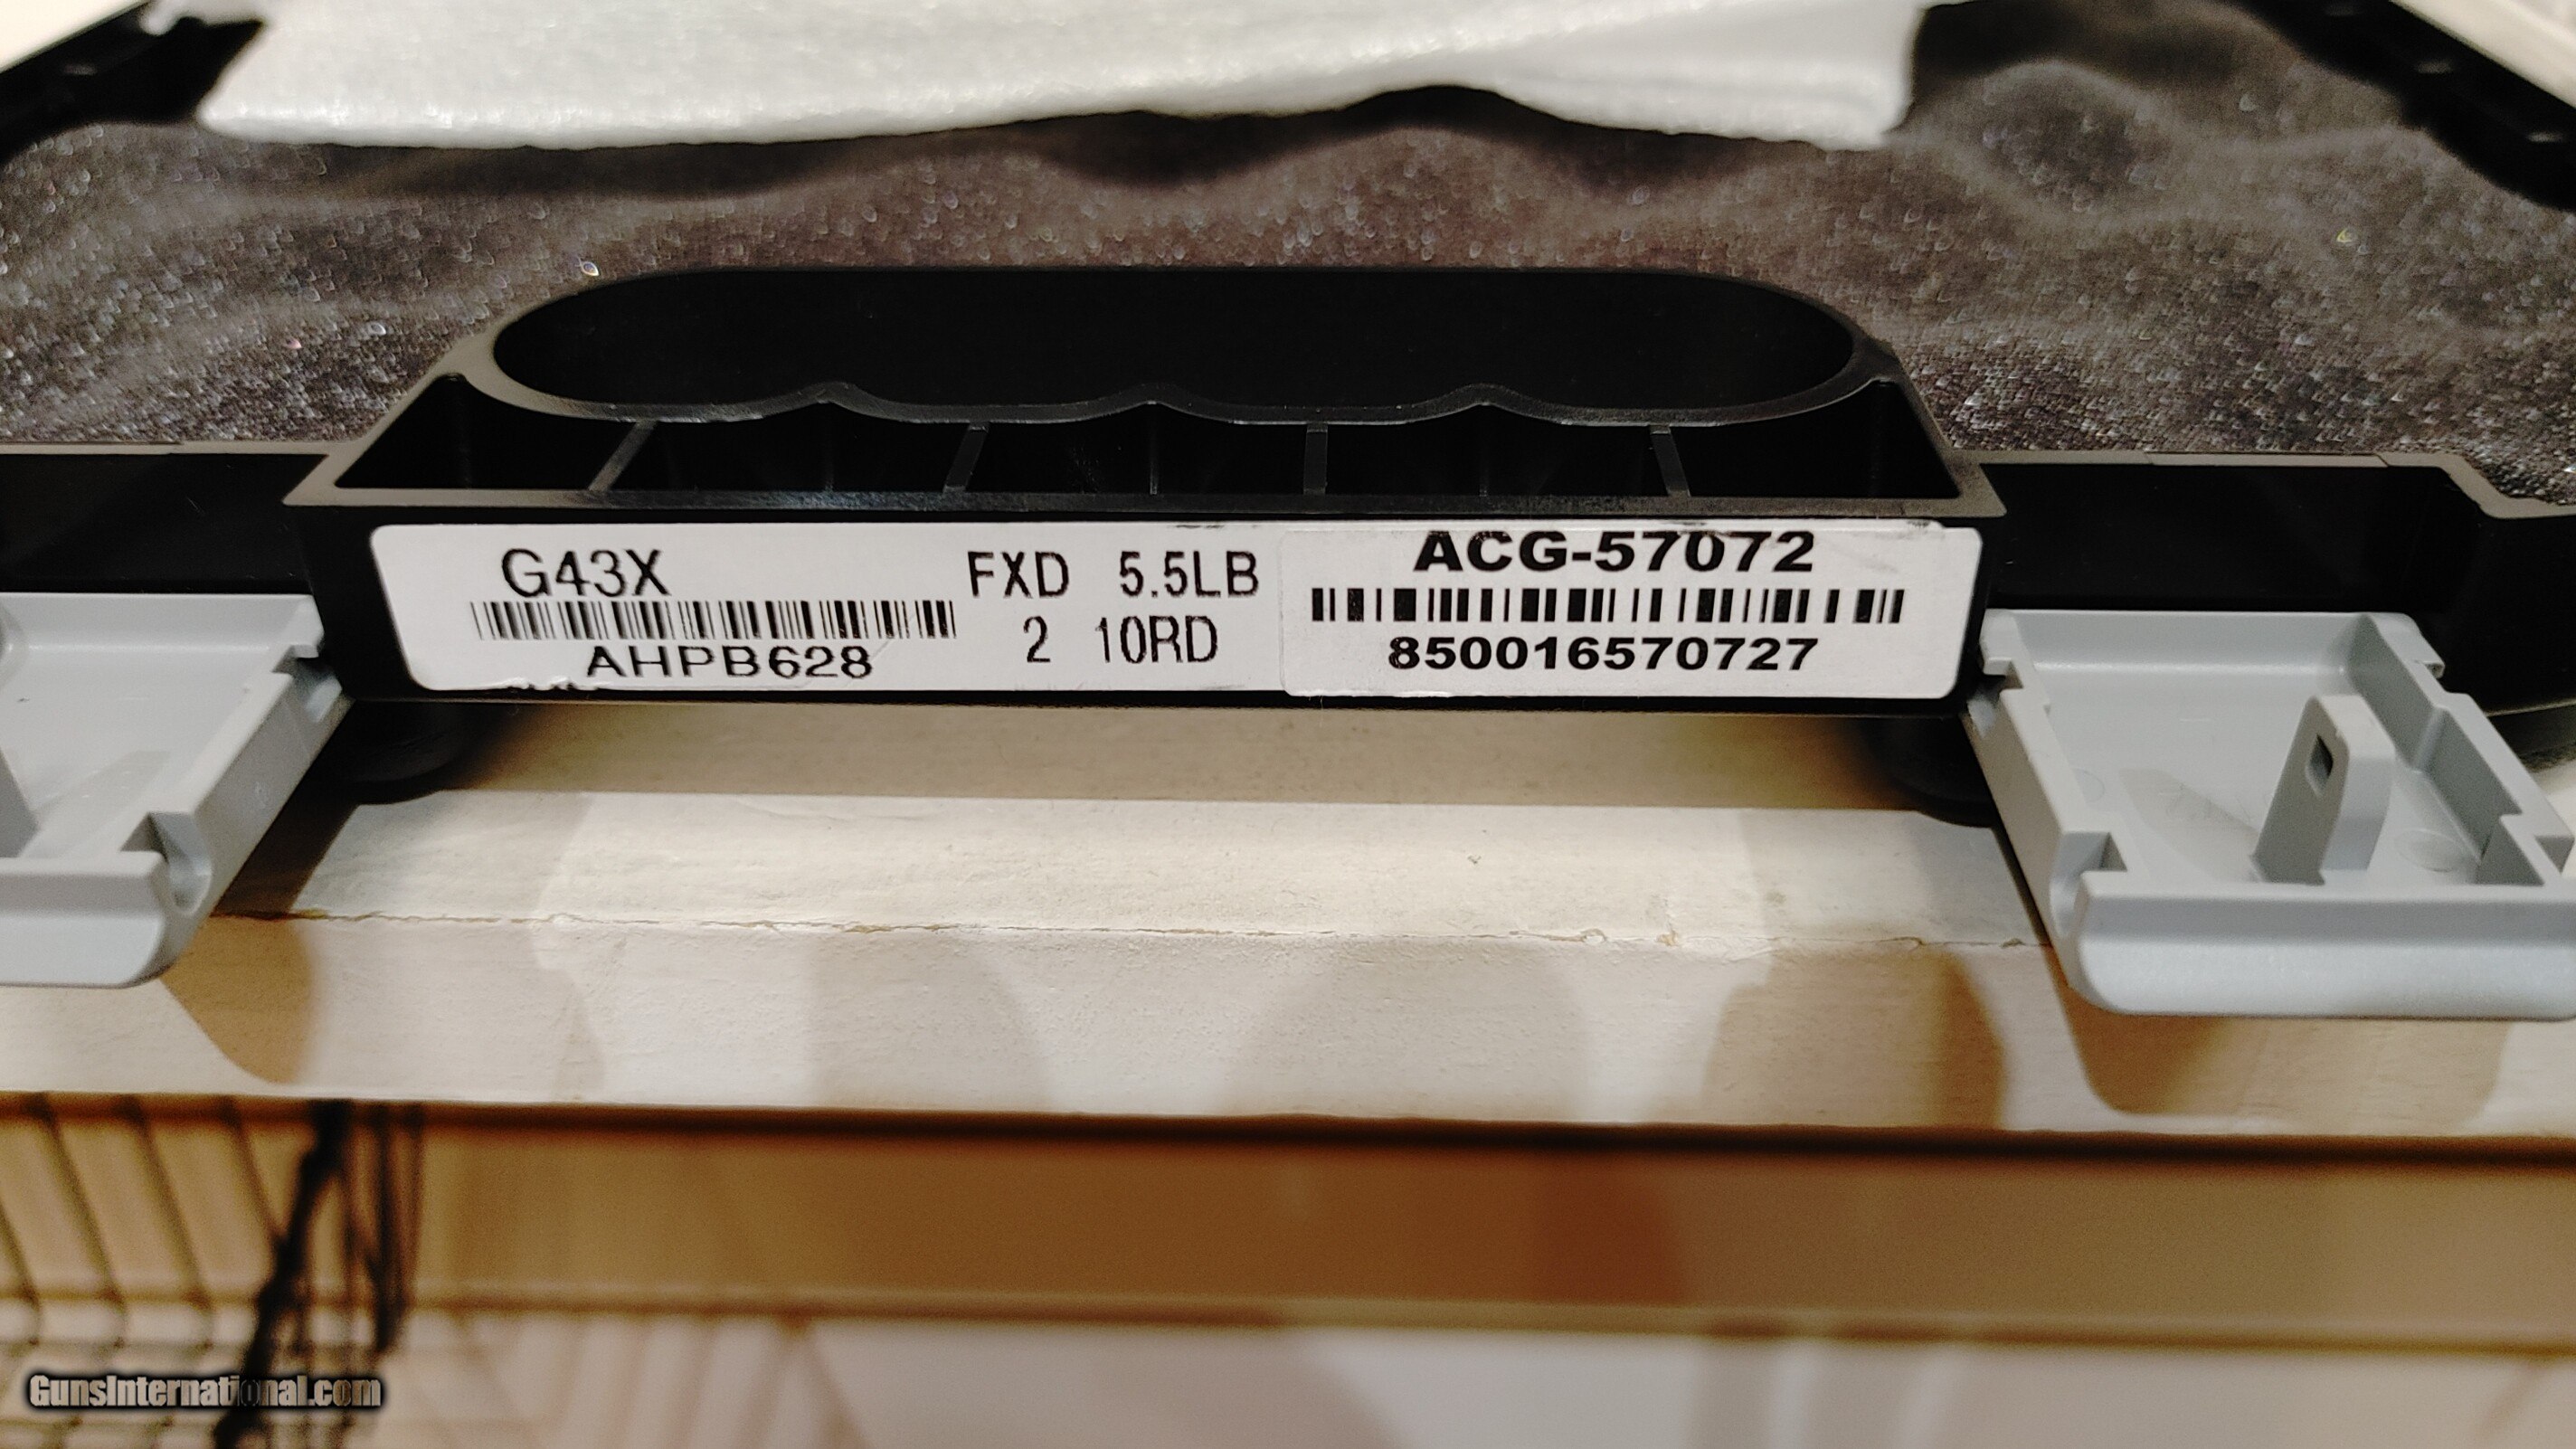 G43X
AHPB628
FXD 5.5LB
2 10RD
ACG-57072
850016570727
GunsInternational.com